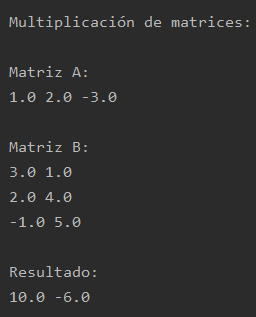 Multiplicación de matrices:
Matriz A:
1.0 2.0 -3.0
Matriz B:
3.0 1.0
2.0 4.0
-1.0 5.0
Resultado:
10.0 -6.0